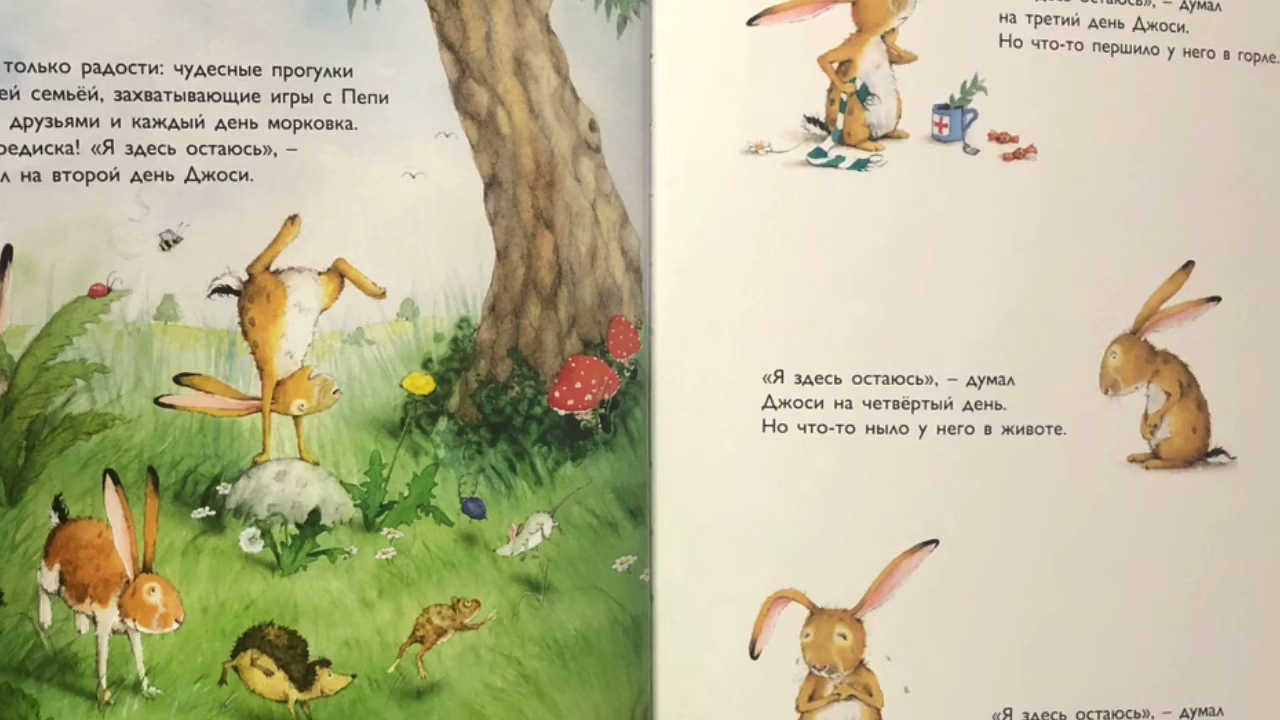 только радости: чудесные прогулки
ей семьёй, захватывающие игры с Пепи
друзьями и каждый день морковка.
редиска! «Я здесь остаюсь», –
л на второй день Джоси.
остаюсь», – думал
на третий день Джоси.
Но что-то першило у него в горле.
«Я здесь остаюсь», – думал
Джоси на четвёртый день.
Но что-то ныло у него в животе.
«Я здесь остаюсь», – думал